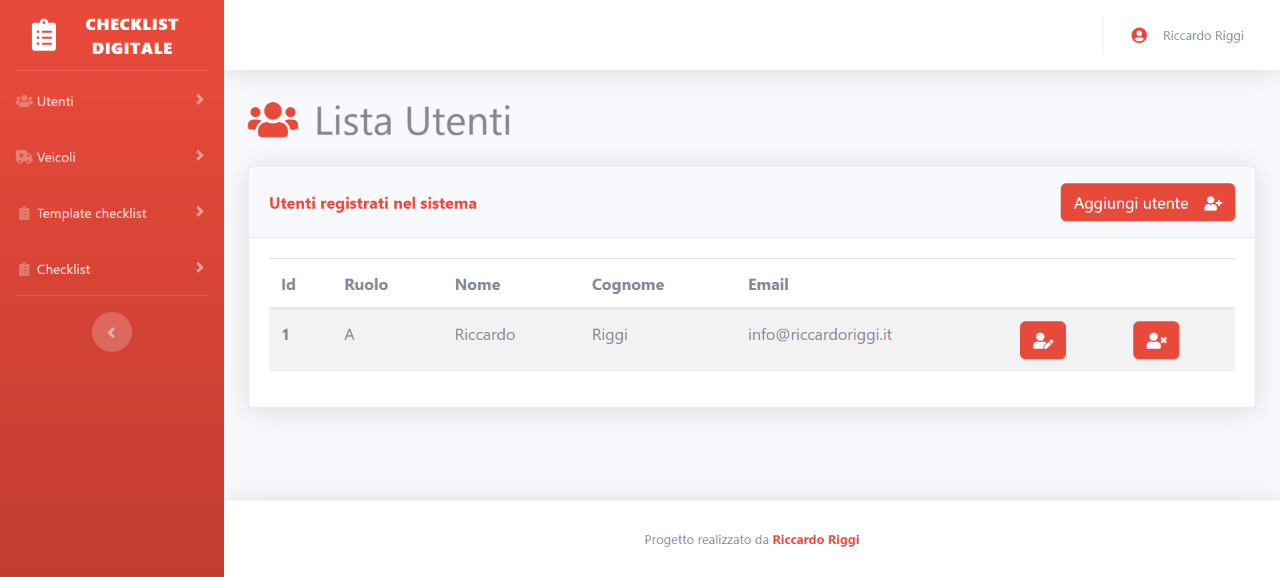 CHECKLIST
DIGITALE
Riccardo Riggi
Utenti
Veicoli
Template checklist
Checklist
Lista Utenti
Utenti registrati nel sistema
Aggiungi utente
Id Ruolo Nome Cognome Email
1 A Riccardo Riggi info@riccardoriggi.it
Progetto realizzato da Riccardo Riggi